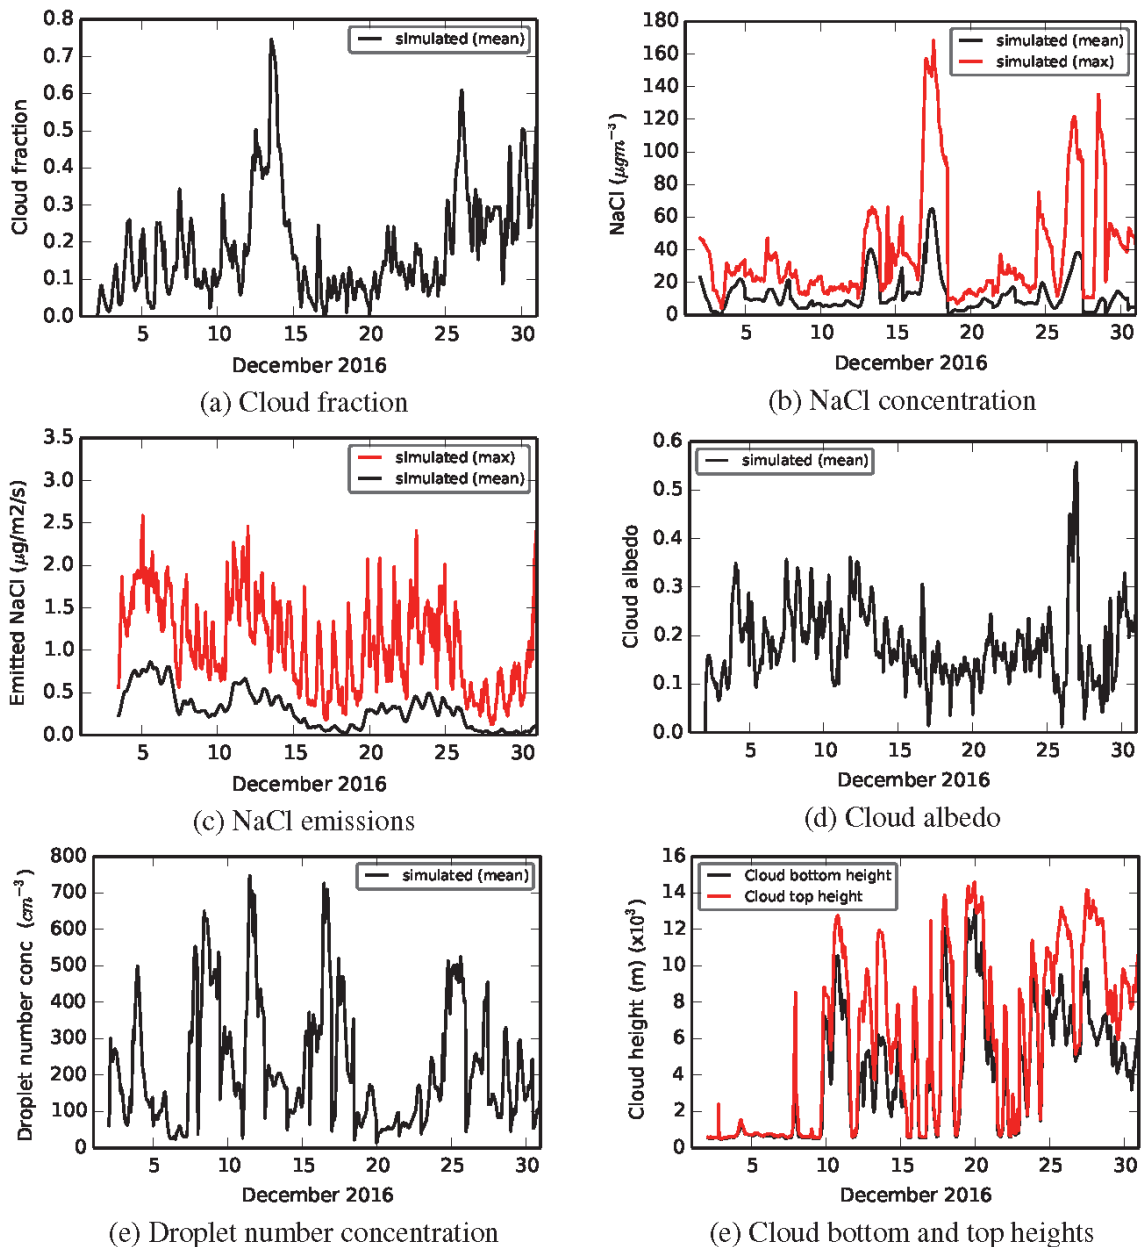 0.8
0.7
0.6
0.5
0.4
0.3
0.2
0.1
0.0
Cloud fraction
simulated (mean)
5 10 15 20 25 30
December 2016
(a) Cloud fraction
180
160
140
120
100
80
60
40
20
0
NaCl (μgm⁻³)
simulated (mean)
simulated (max)
5 10 15 20 25 30
December 2016
(b) NaCl concentration
3.5
3.0
2.5
2.0
1.5
1.0
0.5
0.0
Emitted NaCl (μg/m2/s)
simulated (max)
simulated (mean)
5 10 15 20 25 30
December 2016
(c) NaCl emissions
0.6
0.5
0.4
0.3
0.2
0.1
0.0
Cloud albedo
simulated (mean)
5 10 15 20 25 30
December 2016
(d) Cloud albedo
800
700
600
500
400
300
200
100
0
Droplet number conc (cm⁻³)
simulated (mean)
5 10 15 20 25 30
December 2016
(e) Droplet number concentration
16
14
12
10
8
6
4
2
0
Cloud height (m) (x10³)
Cloud bottom height
Cloud top height
5 10 15 20 25 30
December 2016
(e) Cloud bottom and top heights